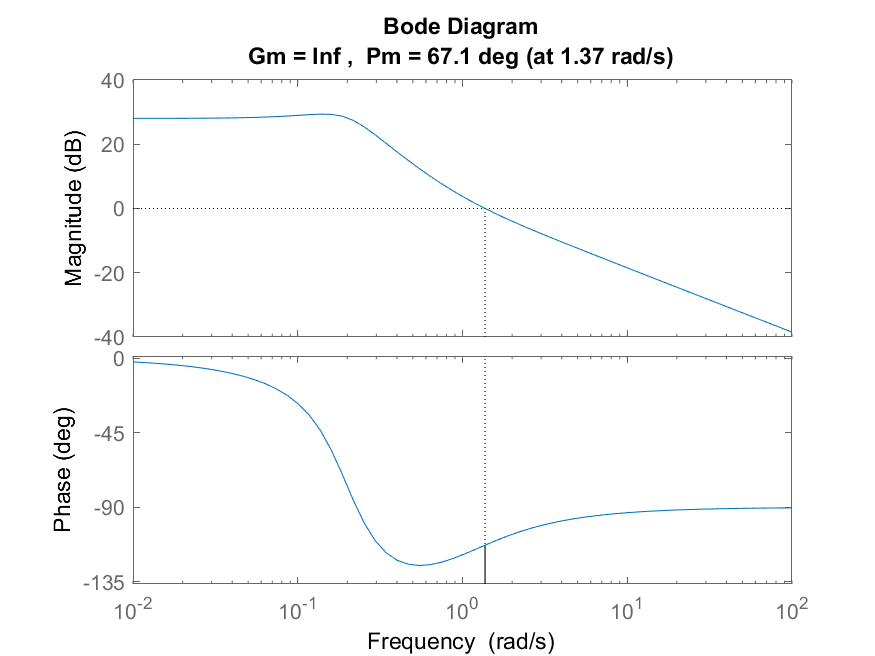 Bode Diagram
Gm = Inf ,  Pm = 67.1 deg (at 1.37 rad/s)
40
20
0
-20
-40
Magnitude (dB)
0
-45
-90
-135
Phase (deg)
10-2
10-1
100
101
102
Frequency  (rad/s)